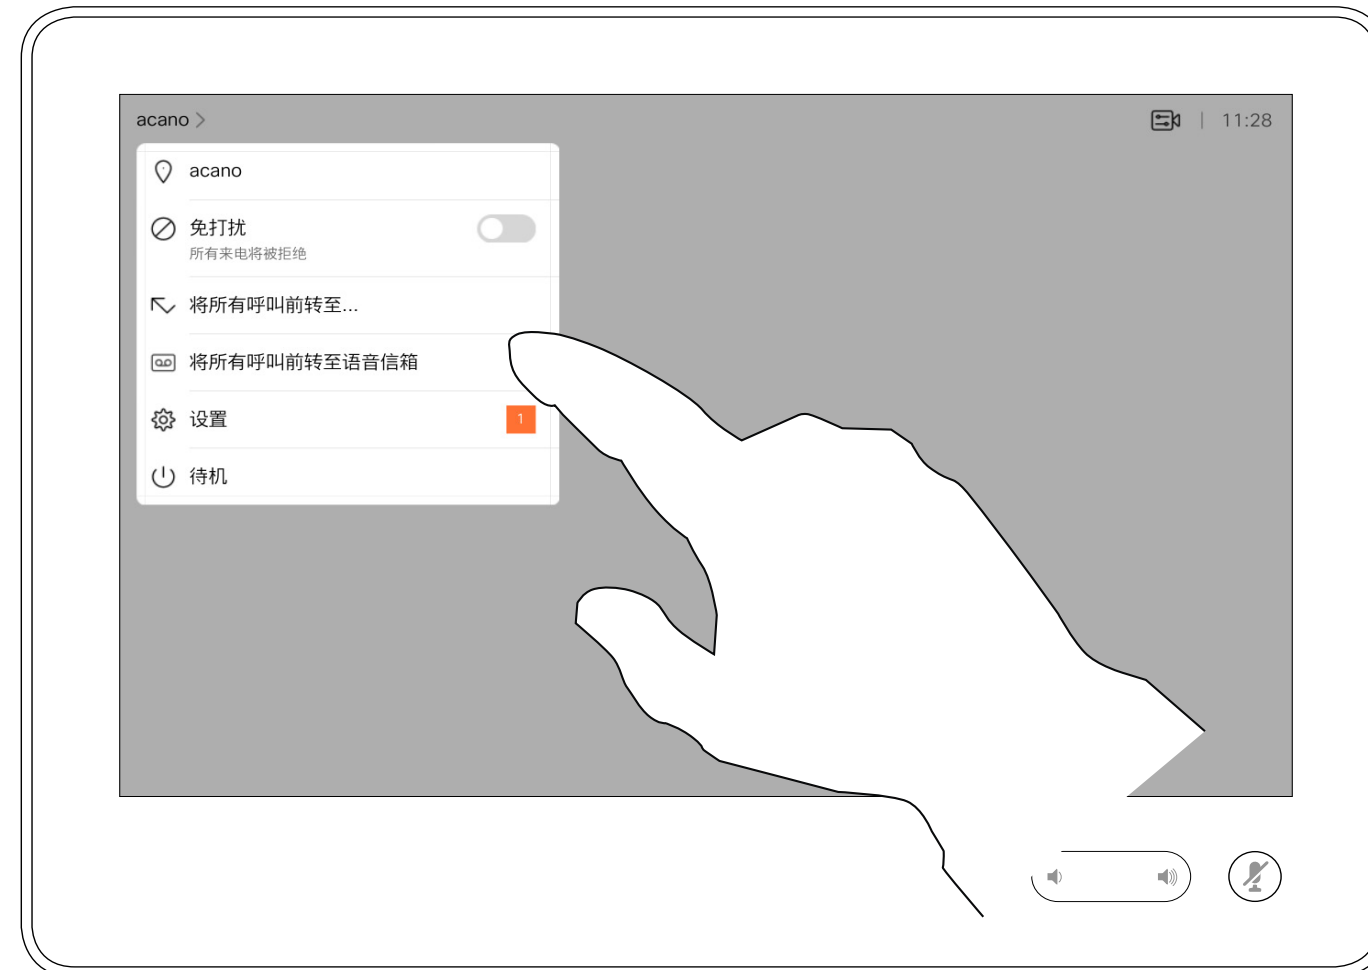 acano >
11:28
acano
免打扰
所有来电将被拒绝
将所有呼叫前转至...
将所有呼叫前转至语音信箱
设置
1
待机